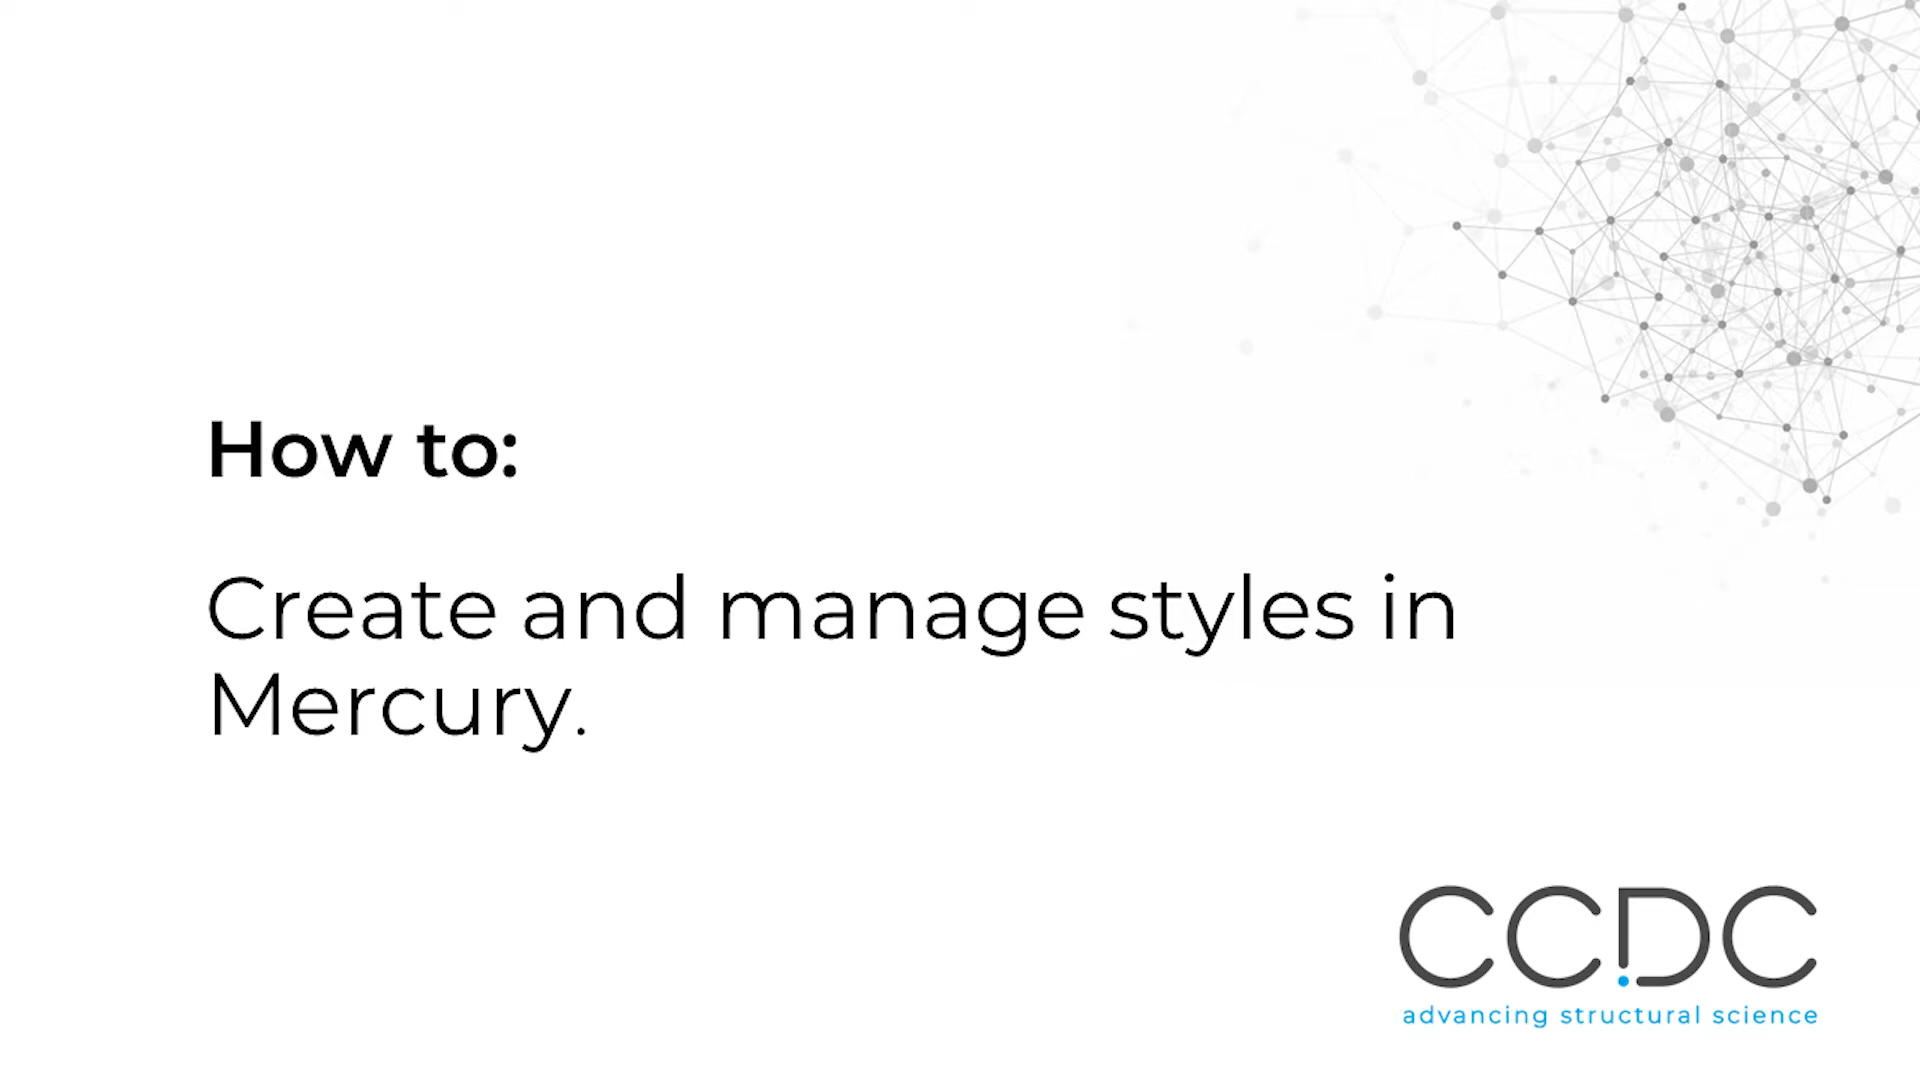 How to:
Create and manage styles in
Mercury.
CCDC
advancing structural science